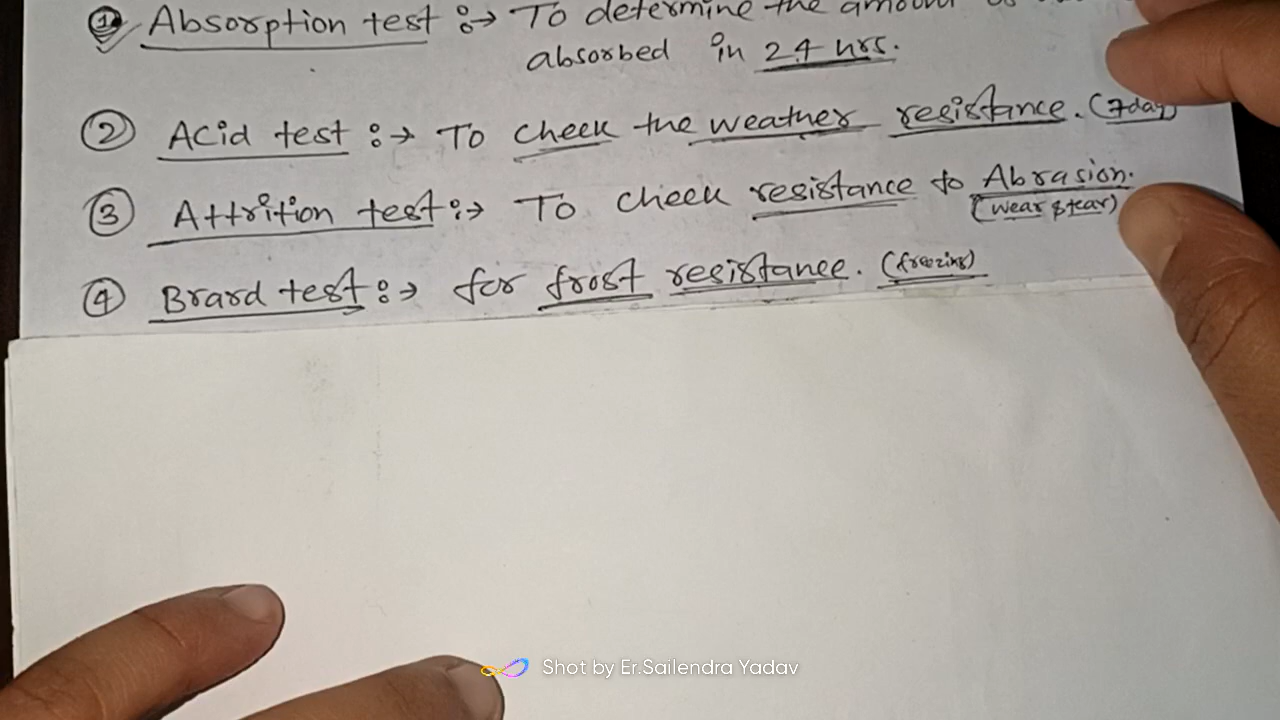 ① Absorption test :→ To determine the amount
absorbed in 24 hrs.
② Acid test :→ To check the weather resistance. (7day)
③ Attrition test :→ To check resistance to Abrasion.
(wear & tear)
④ Brard test :→ for frost resistance. (freezing)
Shot by Er.Sailendra Yadav